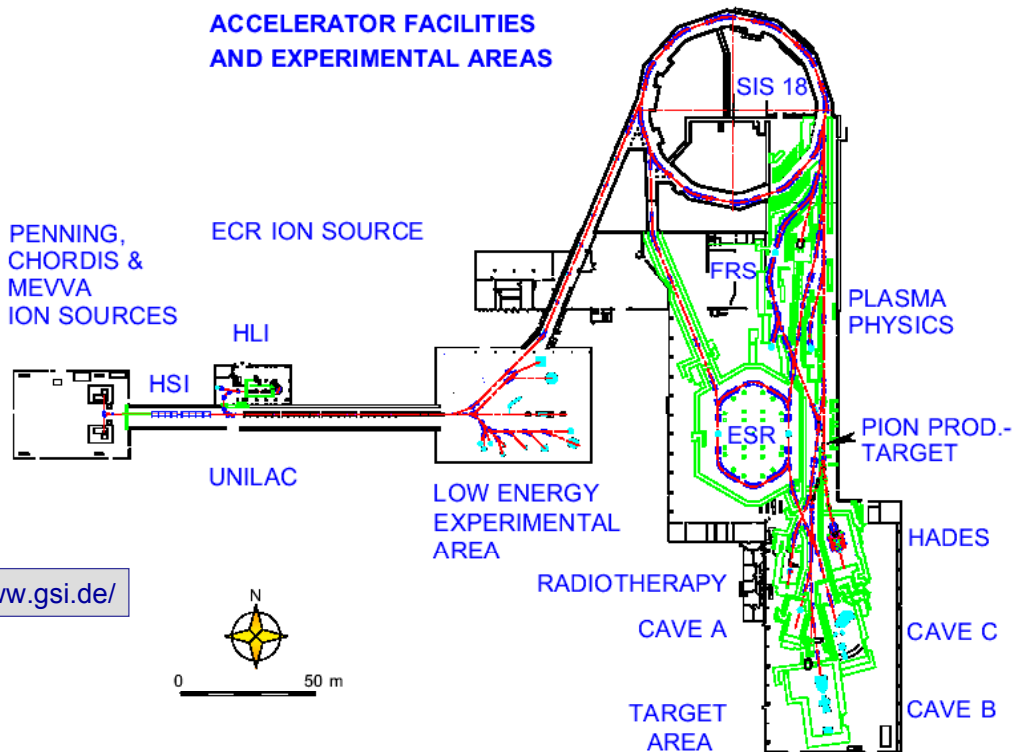 ACCELERATOR FACILITIES
AND EXPERIMENTAL AREAS
SIS 18
PENNING,
CHORDIS &
MEVVA
ION SOURCES
ECR ION SOURCE
FRS
PLASMA
PHYSICS
HLI
HSI
ESR
PION PROD.-
TARGET
UNILAC
LOW ENERGY
EXPERIMENTAL
AREA
HADES
RADIOTHERAPY
CAVE A
CAVE C
w.gsi.de/
N
0 50 m
TARGET
AREA
CAVE B